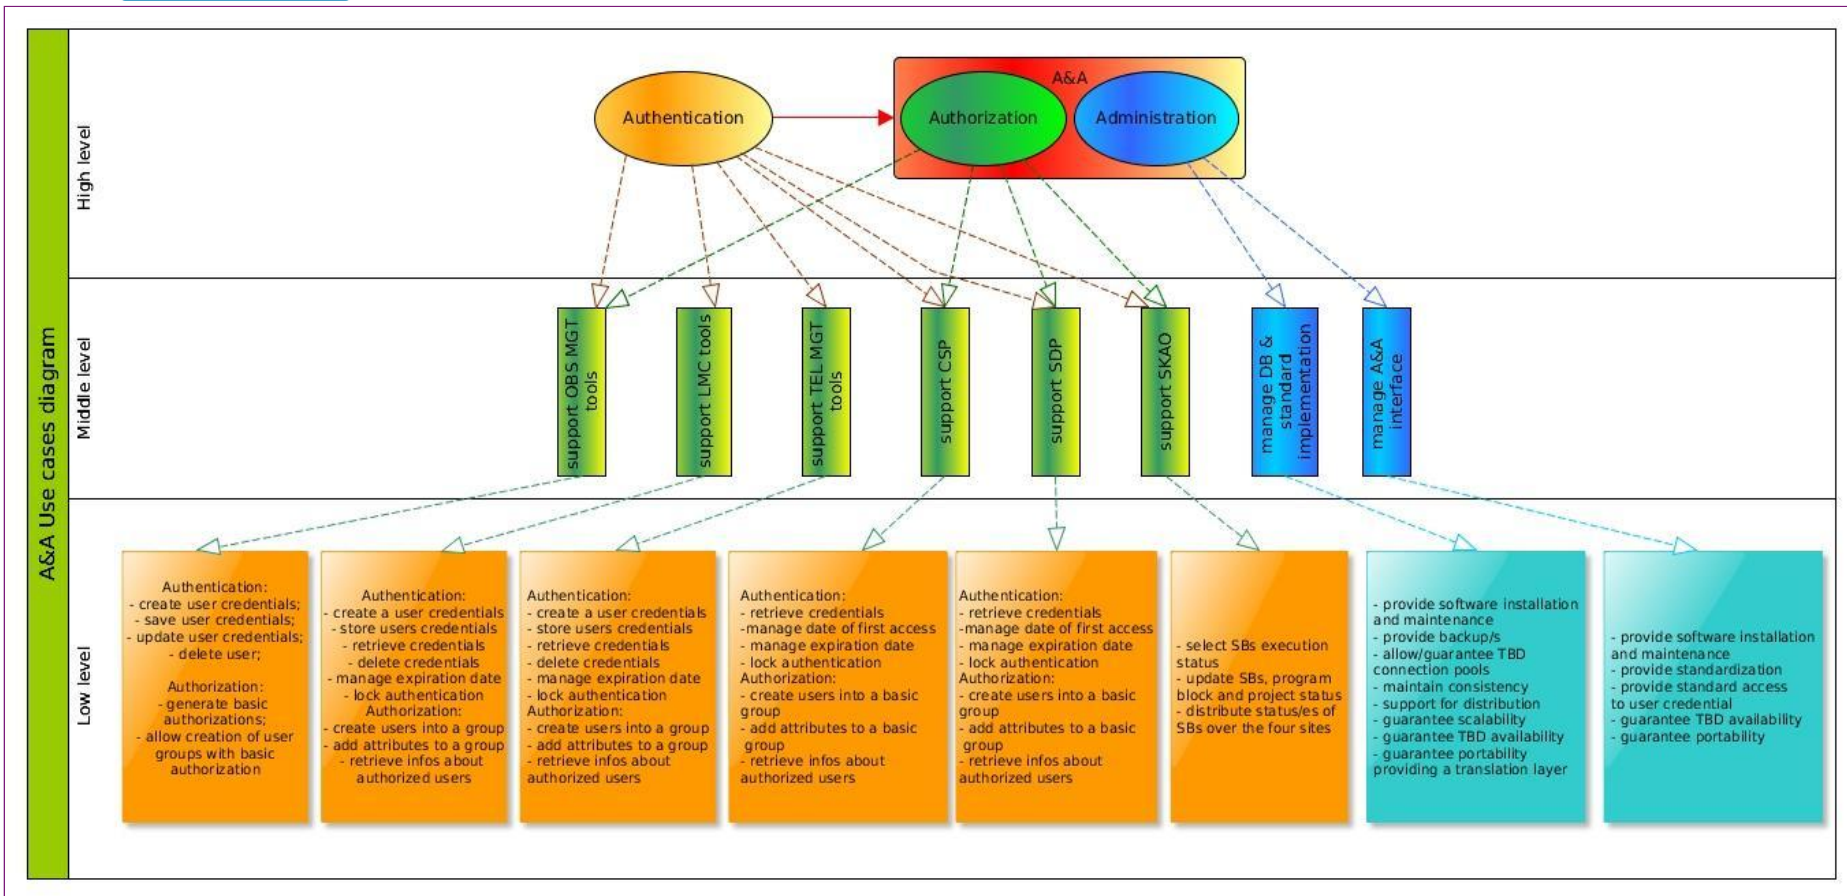 A&A Use cases diagram
High level
Authentication
A&A
Authorization
Administration
Middle level
support OBS MGT
tools
support LMC tools
support TEL MGT
tools
support CSP
support SDP
support SKAO
manage DB &
standard
implementation
manage A&A
interface
Low level
Authentication:
- create user credentials;
- save user credentials;
- update user credentials;
- delete user;
Authorization:
- generate basic
authorizations;
- allow creation of user
groups with basic
authorization
Authentication:
- create a user credentials
- store users credentials
- retrieve credentials
- delete credentials
- manage expiration date
- lock authentication
Authorization:
- create users into a group
- add attributes to a group
- retrieve infos about
authorized users
Authentication:
- create a user credentials
- store users credentials
- retrieve credentials
- delete credentials
- manage expiration date
- lock authentication
Authorization:
- create users into a group
- add attributes to a group
- retrieve infos about
authorized users
Authentication:
- retrieve credentials
-manage date of first access
- manage expiration date
- lock authentication
Authorization:
- create users into a basic
group
- add attributes to a basic
group
- retrieve infos about
authorized users
Authentication:
- retrieve credentials
-manage date of first access
- manage expiration date
- lock authentication
Authorization:
- create users into a basic
group
- add attributes to a basic
group
- retrieve infos about
authorized users
- select SBs execution
status
- update SBs, program
block and project status
- distribute status/es of
SBs over the four sites
- provide software installation
and maintenance
- provide backup/s
- allow/guarantee TBD
connection pools
- maintain consistency
- support for distribution
- guarantee scalability
- guarantee TBD availability
- guarantee portability
providing a translation layer
- provide software installation
and maintenance
- provide standardization
- provide standard access
to user credential
- guarantee TBD availability
- guarantee portability